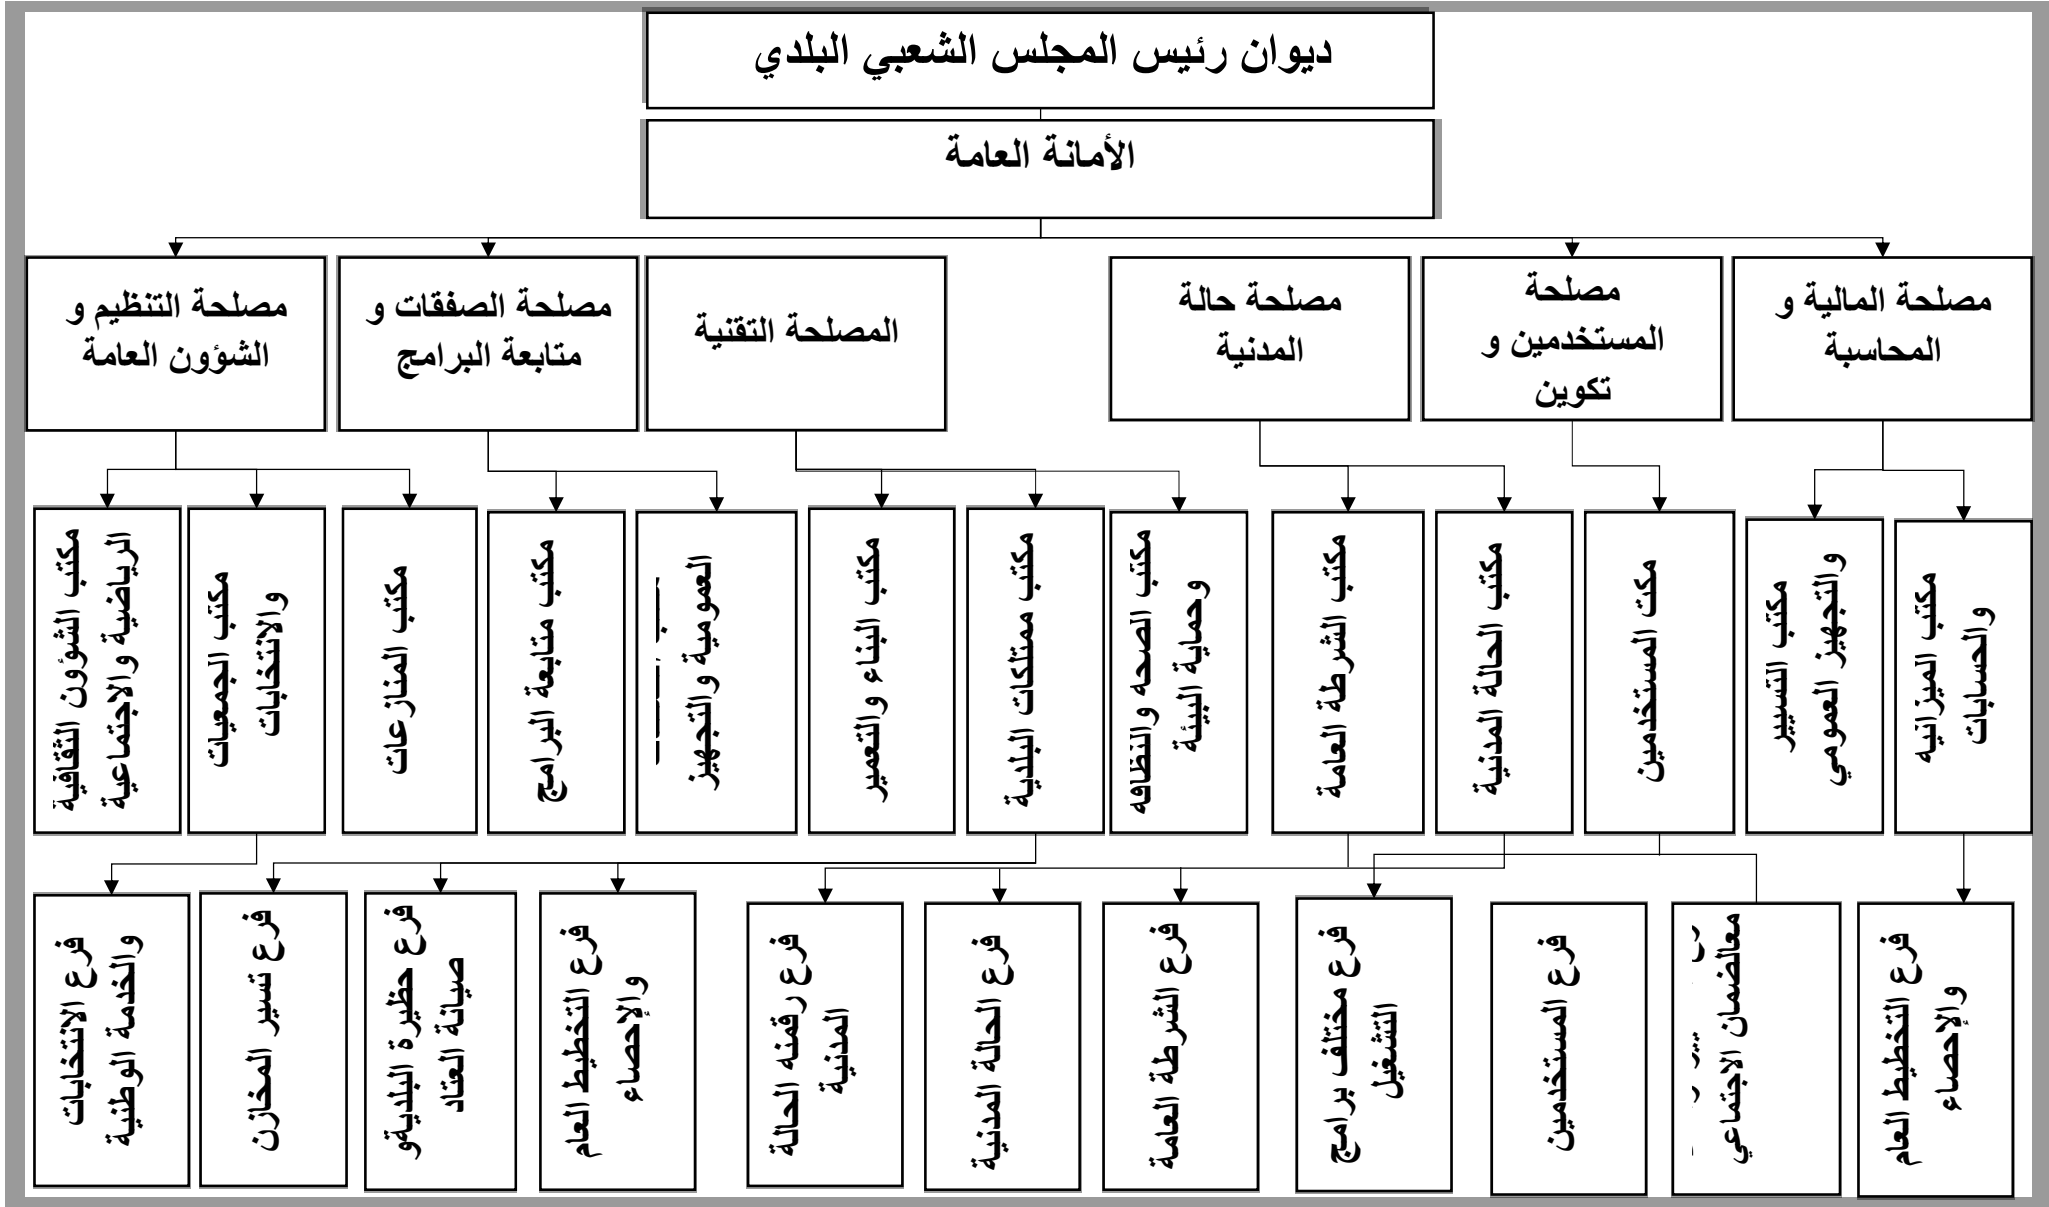 ديوان رئيس المجلس الشعبي البلدي
الأمانة العامة
مصلحة المالية و
المحاسبة
مصلحة
المستخدمين و
تكوين
مصلحة حالة
المدنية
المصلحة التقنية
مصلحة الصفقات و
متابعة البرامج
مصلحة التنظيم و
الشؤون العامة
مكتب الميزانيه
والحسابات
مكتب التسيير
والتجهيز العمومي
مكت المستخدمين
مكتب الحالة المدنية
مكتب الشرطة العامة
مكتب الصحه والنظافه
وحماية البيئة
مكتب ممتلكات البلدية
مكتب البناء والتعمير
العمومية والتجهيز
مكتب متابعة البرامج
مكتب المنازعات
مكتب الجمعيات
والانتخابات
مكتب الشؤون الثقافية
الرياضية والاجتماعية
فرع التخطيط العام
والإحصاء
معالضمان الاجتماعي
فرع المستخدمين
فرع مختلف برامج
التشغيل
فرع الشرطة العامة
فرع الحالة المدنية
فرع رقمنه الحالة
المدنية
فرع التخطيط العام
والإحصاء
فرع حظيرة البلديةو
صيانة العتاد
فرع تسيير المخازن
فرع الانتخابات
والخدمة الوطنية